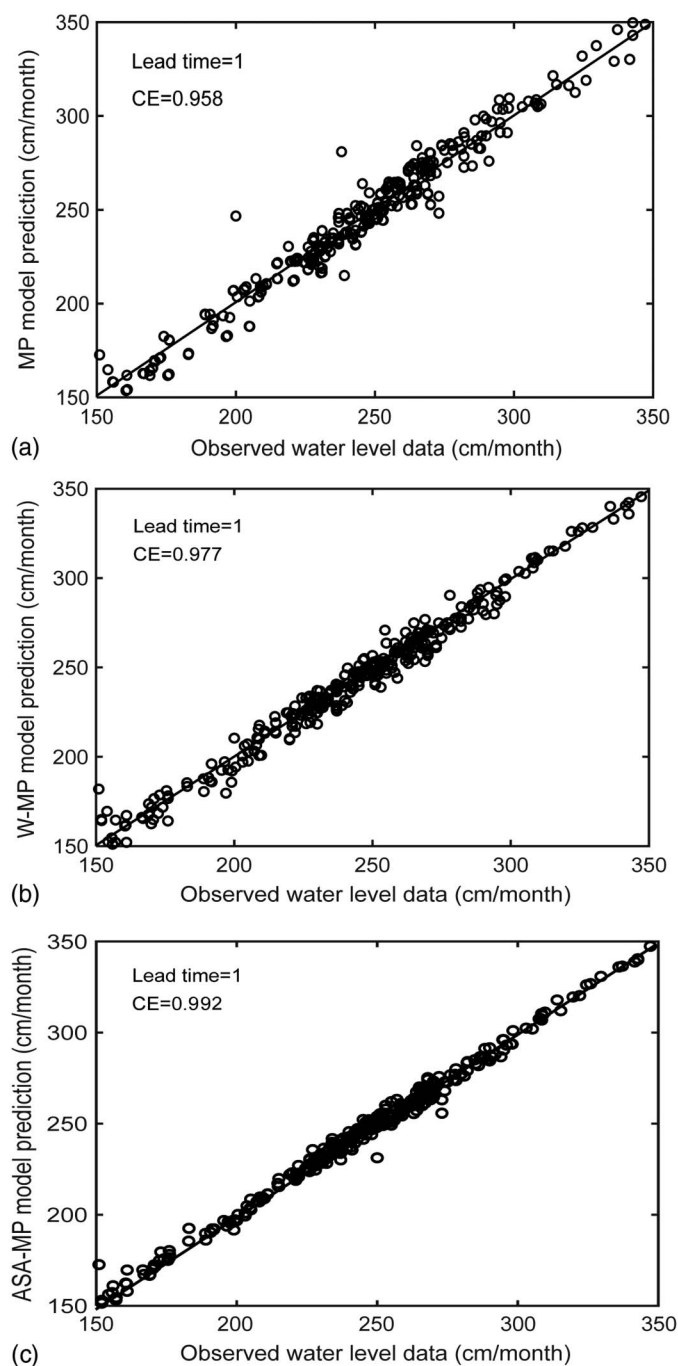 350
Lead time=1
CE=0.958
300
MP model prediction (cm/month)
250
200
150
150 200 250 300 350
(a) Observed water level data (cm/month)
350
Lead time=1
CE=0.977
300
W-MP model prediction (cm/month)
250
200
150
150 200 250 300 350
(b) Observed water level data (cm/month)
350
Lead time=1
CE=0.992
300
ASA-MP model prediction (cm/month)
250
200
150
150 200 250 300 350
(c) Observed water level data (cm/month)